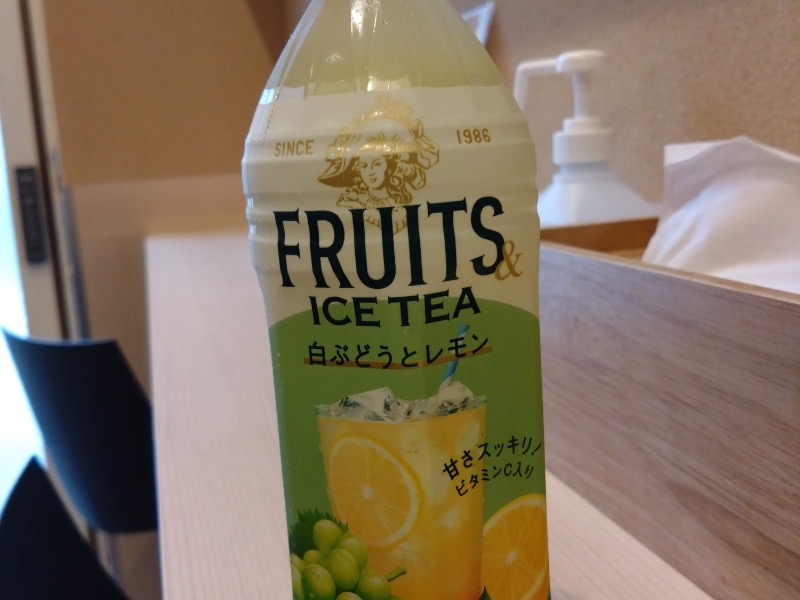 SINCE 1986
FRUITS &
ICE TEA
白ぶどうとレモン
甘さスッキリ!
ビタミンC入り